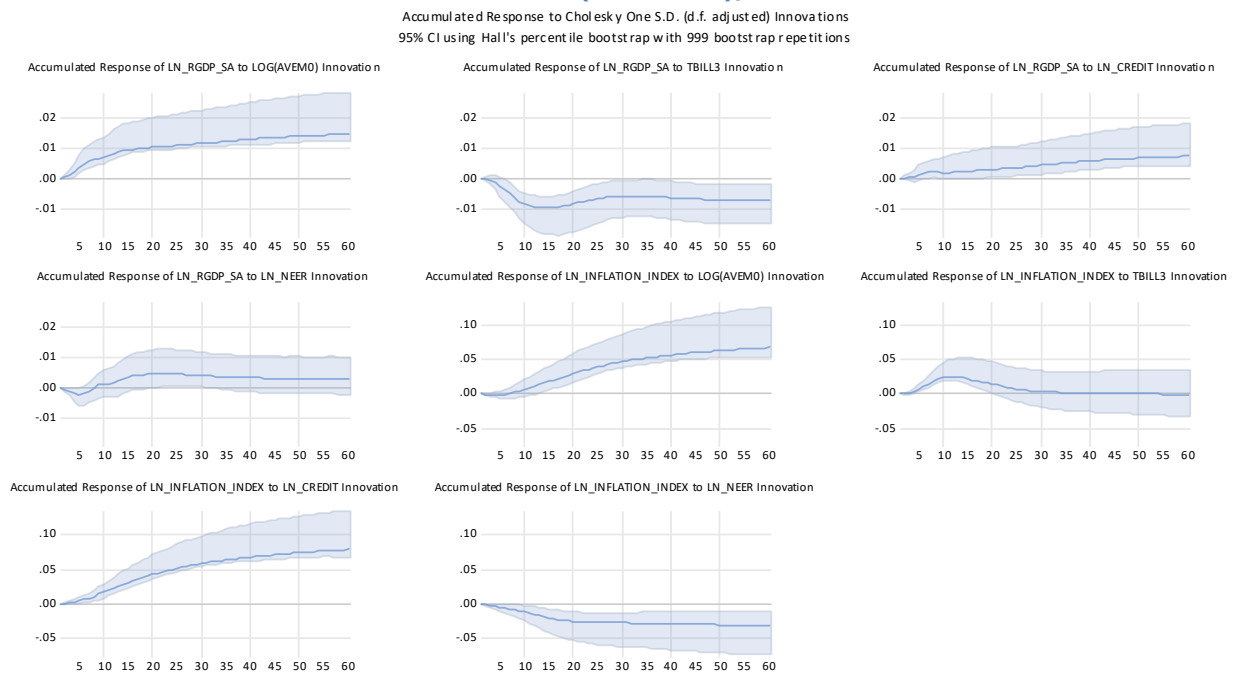 Accumulated Response to Cholesky One S.D. (d.f. adjusted) Innovations
95% CI using Hall's percentile bootstrap with 999 bootstrap repetitions
Accumulated Response of LN_RGDP_SA to LOG(AVEM0) Innovation
.02
.01
.00
-.01
5 10 15 20 25 30 35 40 45 50 55 60
Accumulated Response of LN_RGDP_SA to TBILL3 Innovation
.02
.01
.00
-.01
5 10 15 20 25 30 35 40 45 50 55 60
Accumulated Response of LN_RGDP_SA to LN_CREDIT Innovation
.02
.01
.00
-.01
5 10 15 20 25 30 35 40 45 50 55 60
Accumulated Response of LN_RGDP_SA to LN_NEER Innovation
.02
.01
.00
-.01
5 10 15 20 25 30 35 40 45 50 55 60
Accumulated Response of LN_INFLATION_INDEX to LOG(AVEM0) Innovation
.10
.05
.00
-.05
5 10 15 20 25 30 35 40 45 50 55 60
Accumulated Response of LN_INFLATION_INDEX to TBILL3 Innovation
.10
.05
.00
-.05
5 10 15 20 25 30 35 40 45 50 55 60
Accumulated Response of LN_INFLATION_INDEX to LN_CREDIT Innovation
.10
.05
.00
-.05
5 10 15 20 25 30 35 40 45 50 55 60
Accumulated Response of LN_INFLATION_INDEX to LN_NEER Innovation
.10
.05
.00
-.05
5 10 15 20 25 30 35 40 45 50 55 60